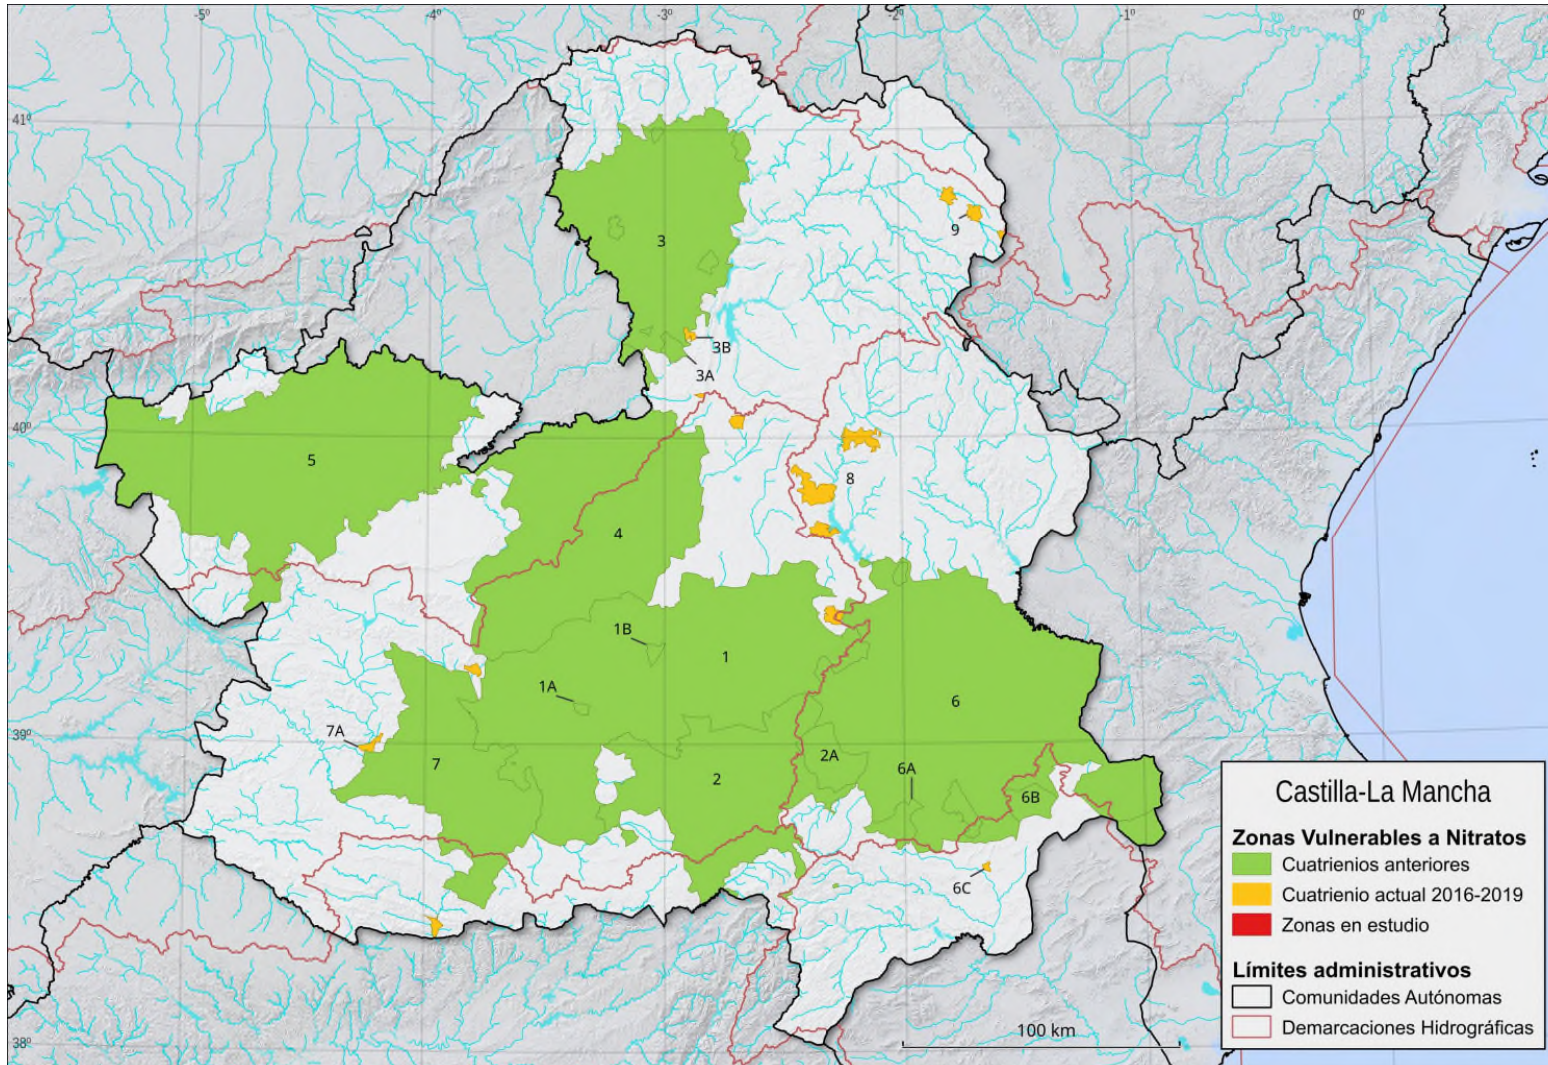 -5º
-4º
-3º
-2º
-1º
0º
41º
3
9
3B
3A
40º
5
8
4
1B
1
1A
6
7A
39º
7
2
2A
6A
6B
6C
38º
100 km
Castilla-La Mancha
Zonas Vulnerables a Nitratos
Cuatrienios anteriores
Cuatrienio actual 2016-2019
Zonas en estudio
Límites administrativos
Comunidades Autónomas
Demarcaciones Hidrográficas